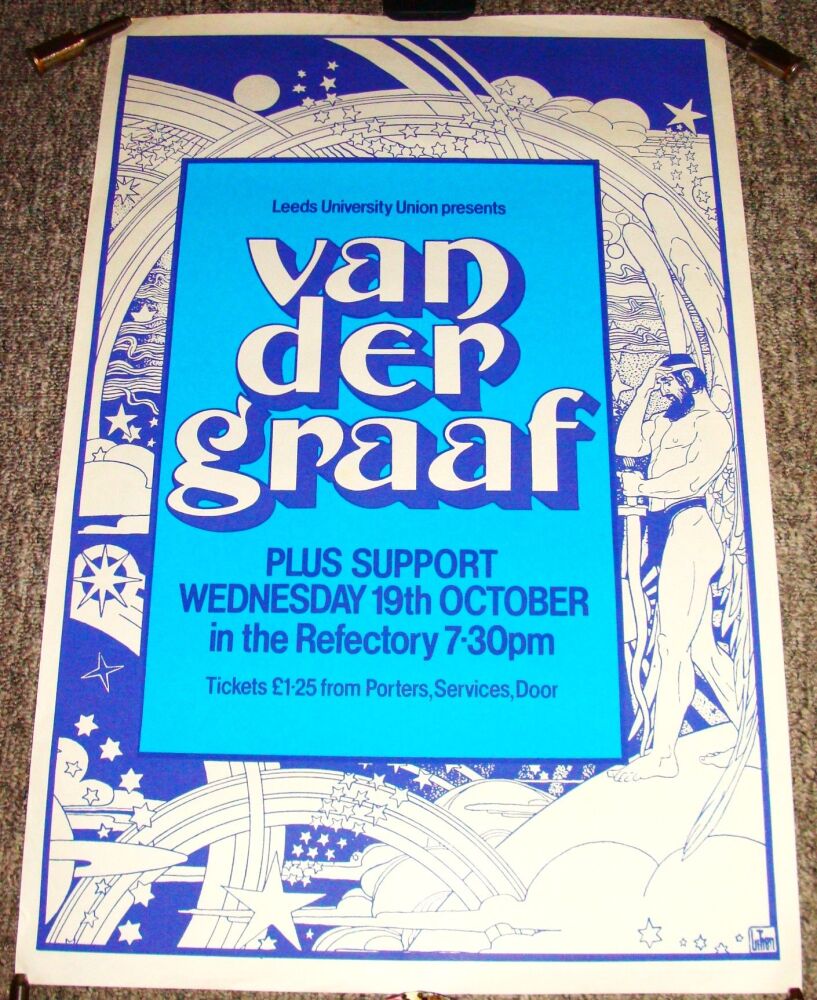 Leeds University Union presents
van
der
graaf
PLUS SUPPORT
WEDNESDAY 19th OCTOBER
in the Refectory 7·30pm
Tickets £1·25 from Porters, Services, Door